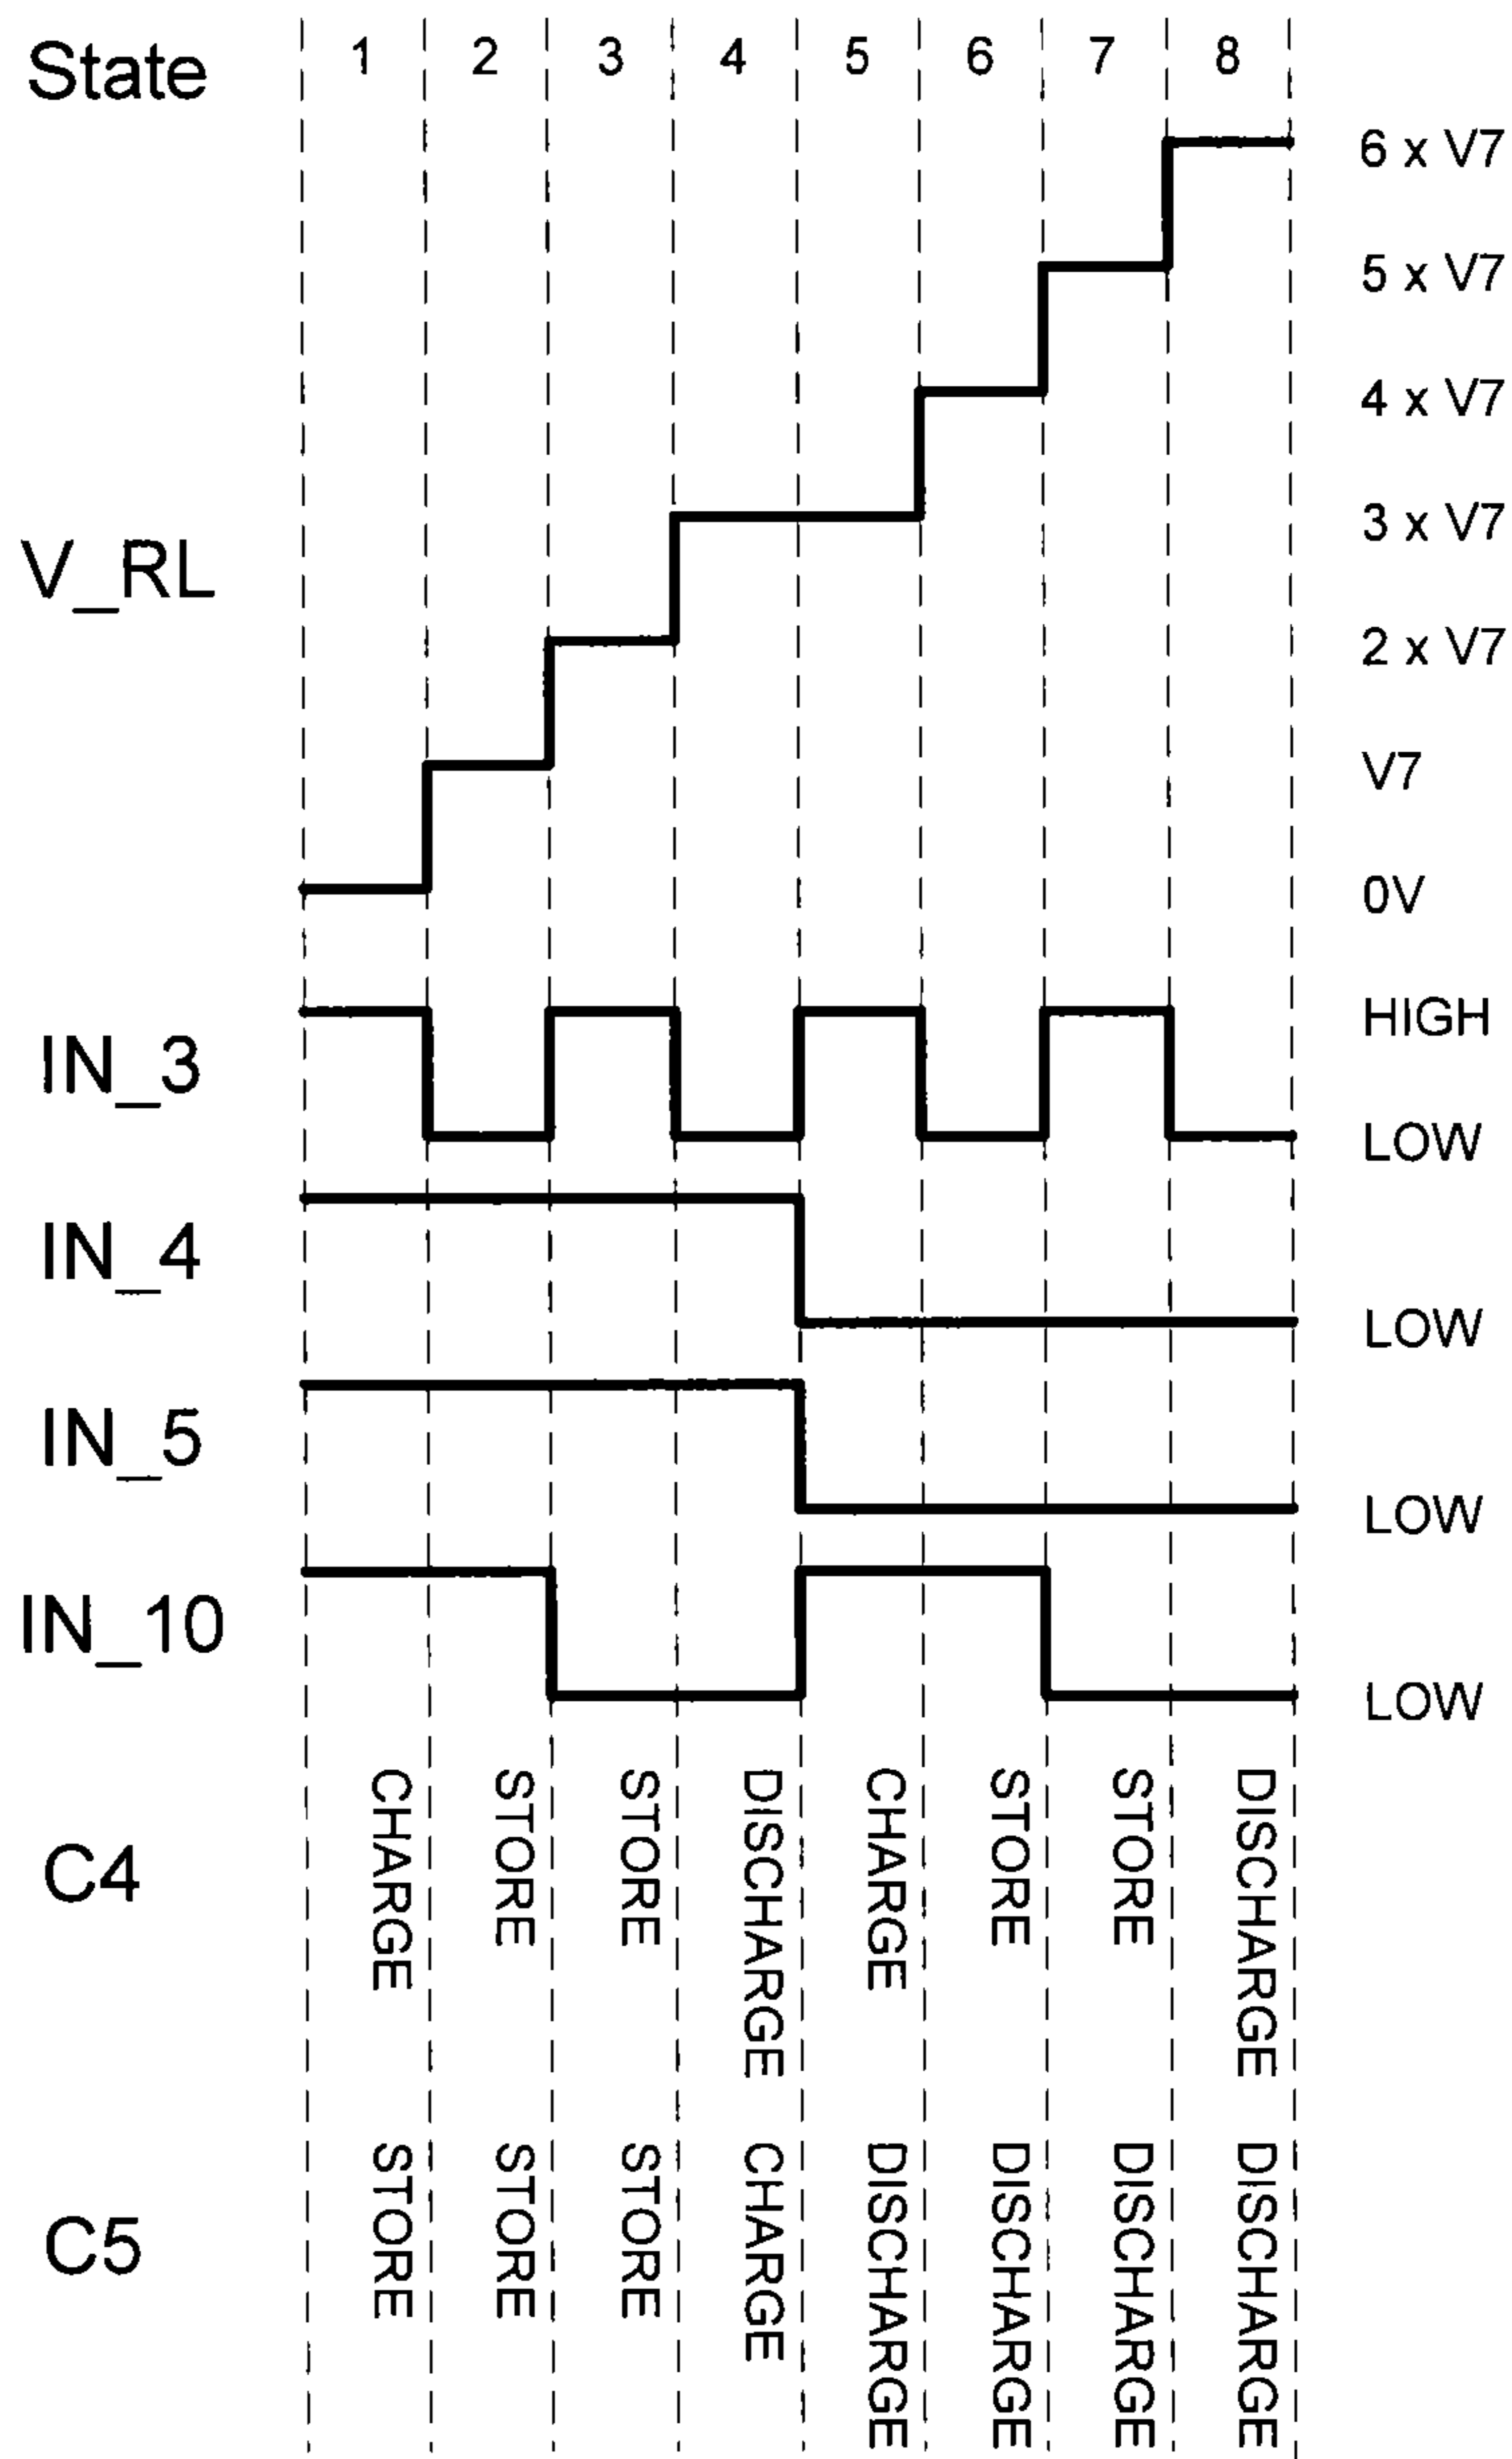 State 1 2 3 4 5 6 7 8
6 x V7
5 x V7
4 x V7
3 x V7
V_RL
2 x V7
V7
0V
HIGH
IN_3
LOW
IN_4
LOW
IN_5
LOW
IN_10
LOW
C4 CHARGE STORE STORE DISCHARGE CHARGE STORE STORE DISCHARGE
C5 STORE STORE STORE CHARGE DISCHARGE DISCHARGE DISCHARGE DISCHARGE